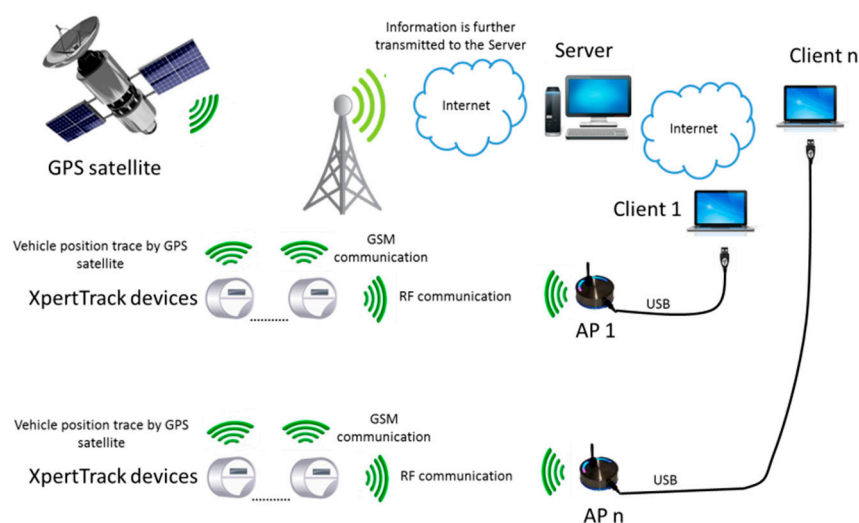 Information is further
transmitted to the Server
Server
Client n
Internet
Internet
GPS satellite
Client 1
Vehicle position trace by GPS
satellite
GSM
communication
XpertTrack devices
RF communication
USB
AP 1
Vehicle position trace by GPS
satellite
GSM
communication
XpertTrack devices
RF communication
USB
AP n